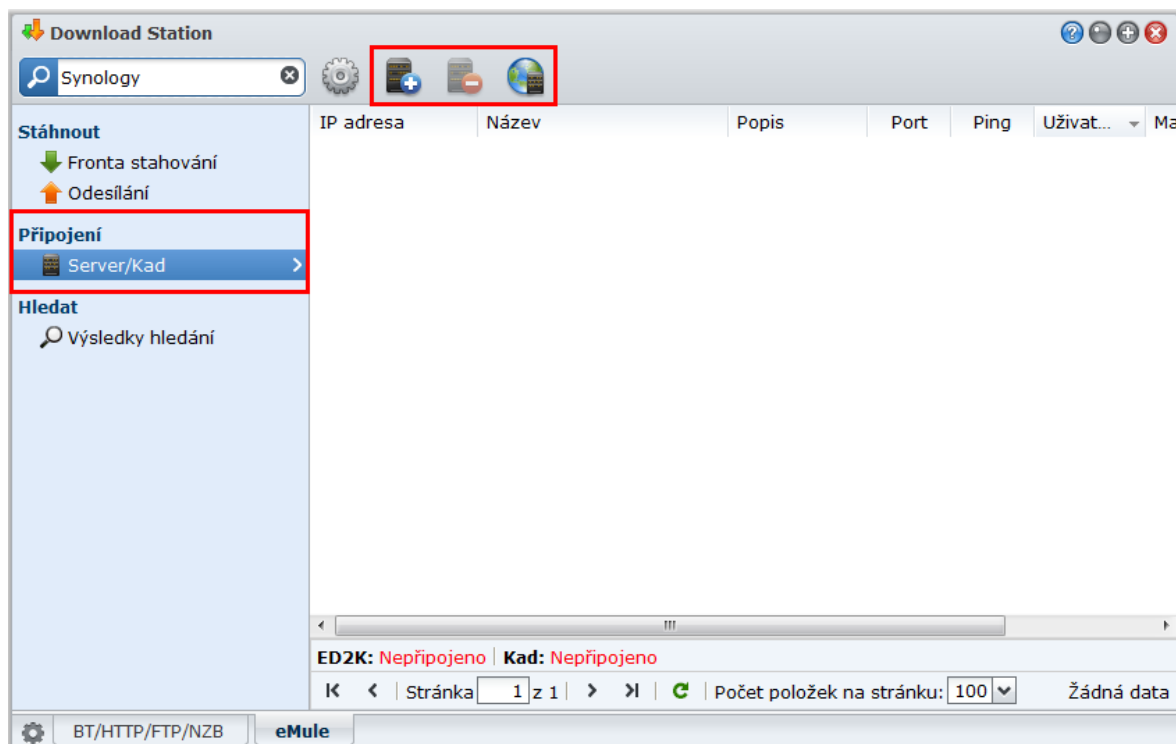 Download Station
Synology
Stáhnout
Fronta stahování
Odesílání
Připojení
Server/Kad
Hledat
Výsledky hledání
IP adresa Název Popis Port Ping Uživat... Ma
ED2K: Nepřipojeno Kad: Nepřipojeno
Stránka 1 z 1 Počet položek na stránku: 100 Žádná data
BT/HTTP/FTP/NZB eMule